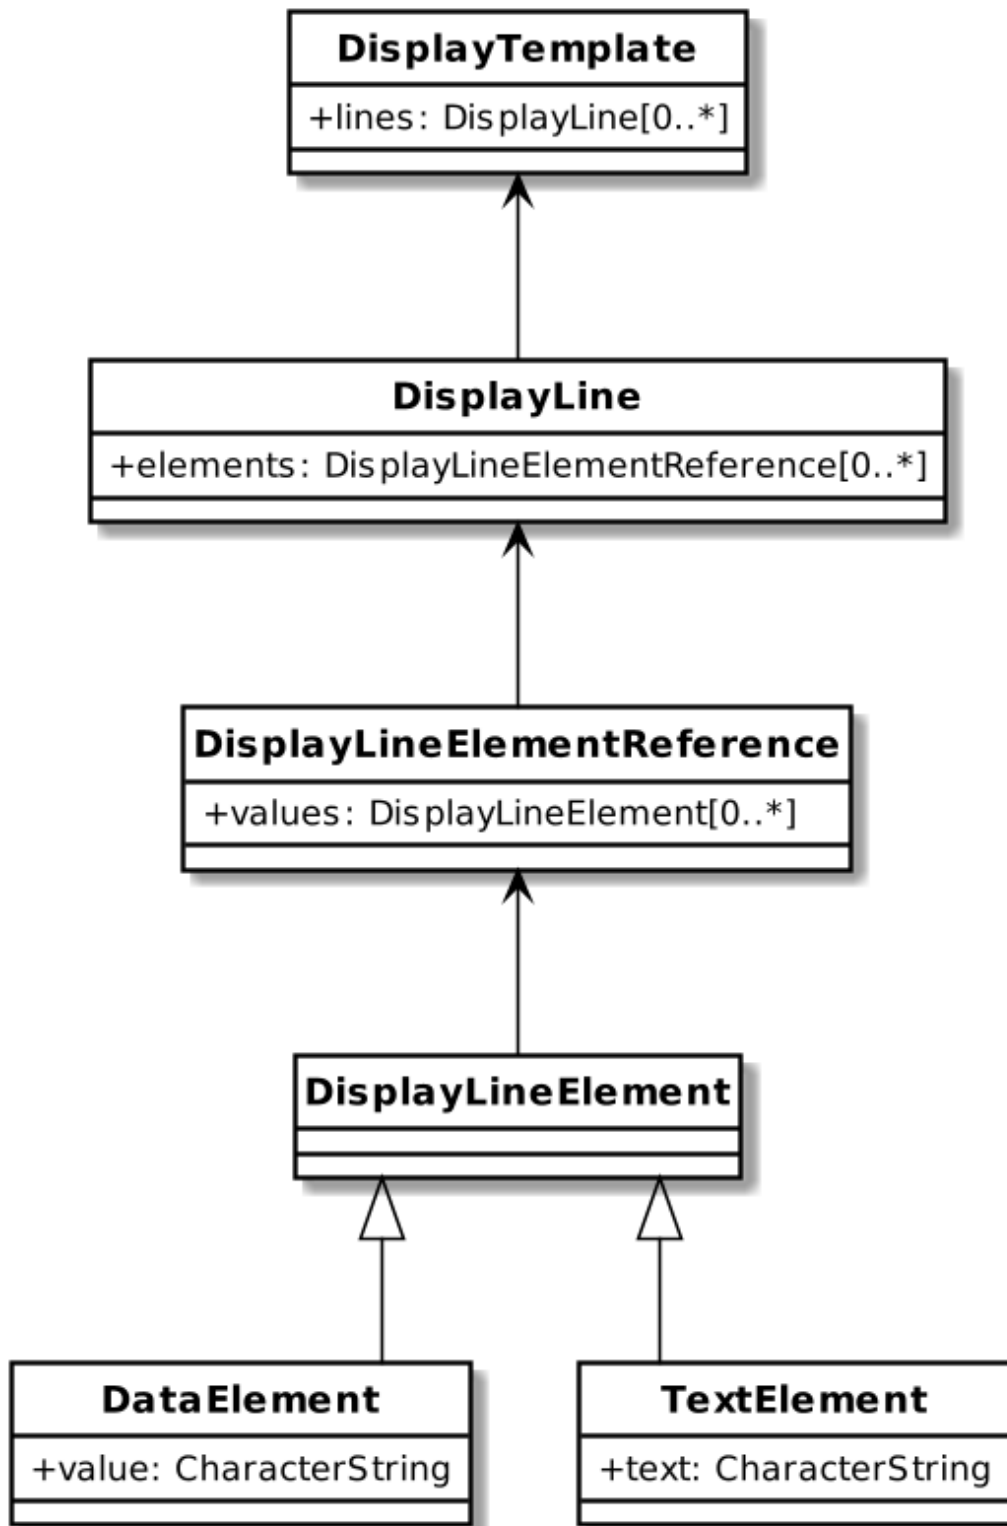 DisplayTemplate
+lines: DisplayLine[0..*]
DisplayLine
+elements: DisplayLineElementReference[0..*]
DisplayLineElementReference
+values: DisplayLineElement[0..*]
DisplayLineElement
DataElement
+value: CharacterString
TextElement
+text: CharacterString